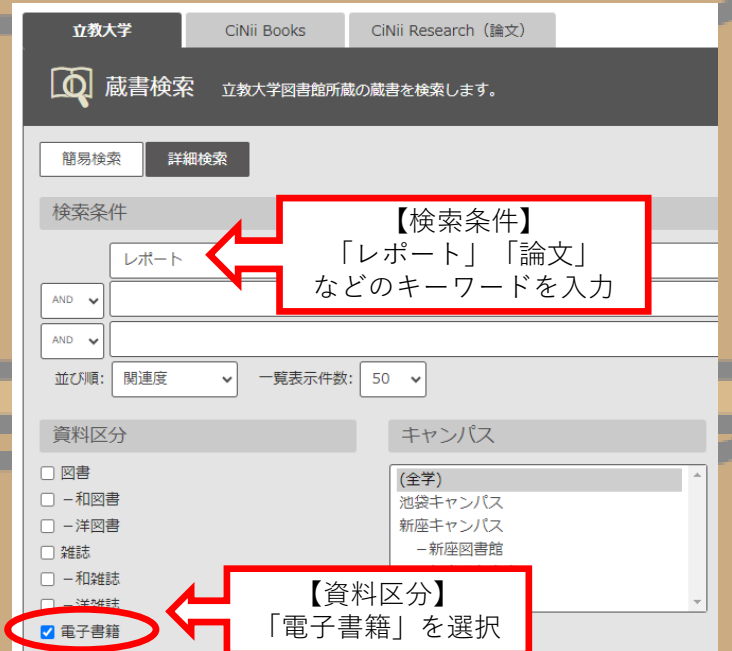 立教大学 CiNii Books CiNii Research（論文）
蔵書検索 立教大学図書館所蔵の蔵書を検索します。
簡易検索 詳細検索
検索条件
レポート
【検索条件】
「レポート」「論文」
などのキーワードを入力
AND
AND
並び順: 関連度 一覧表示件数: 50
資料区分 キャンパス
図書
－和図書
－洋図書
雑誌
－和雑誌
－洋雑誌
電子書籍
(全学)
池袋キャンパス
新座キャンパス
－新座図書館
【資料区分】
「電子書籍」を選択